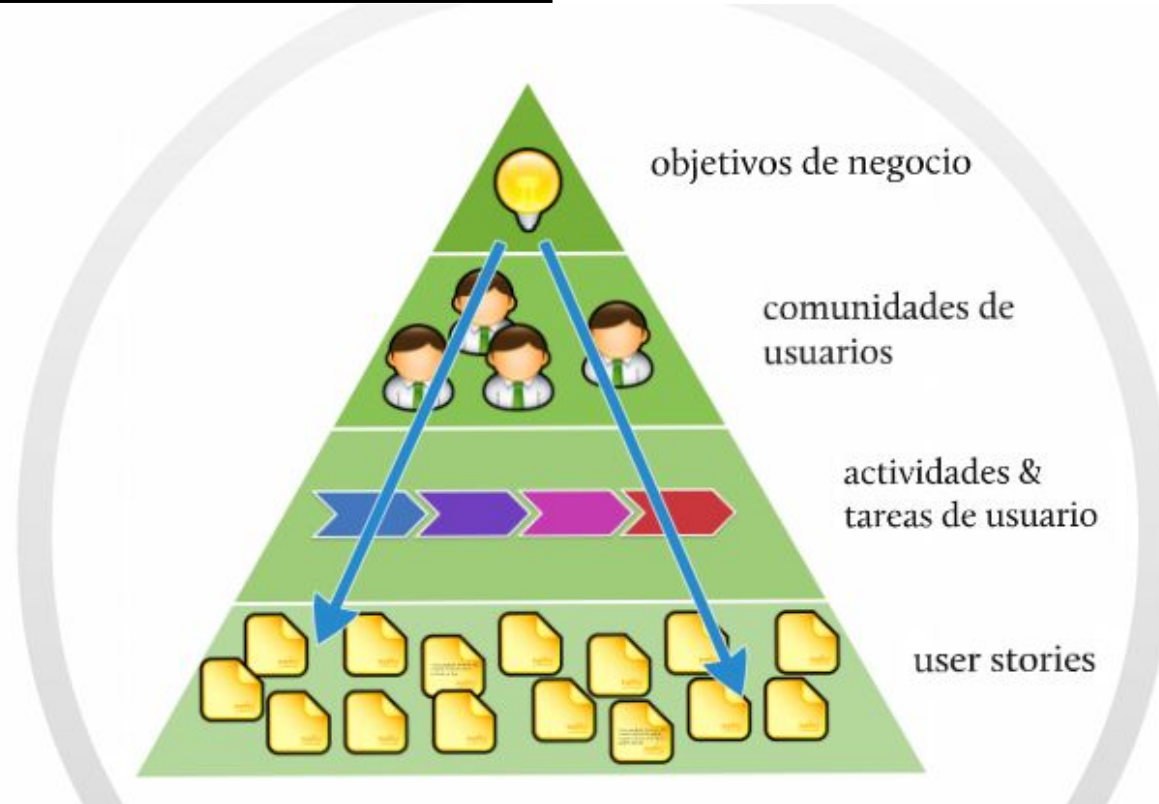 objetivos de negocio
comunidades de
usuarios
actividades &
tareas de usuario
user stories